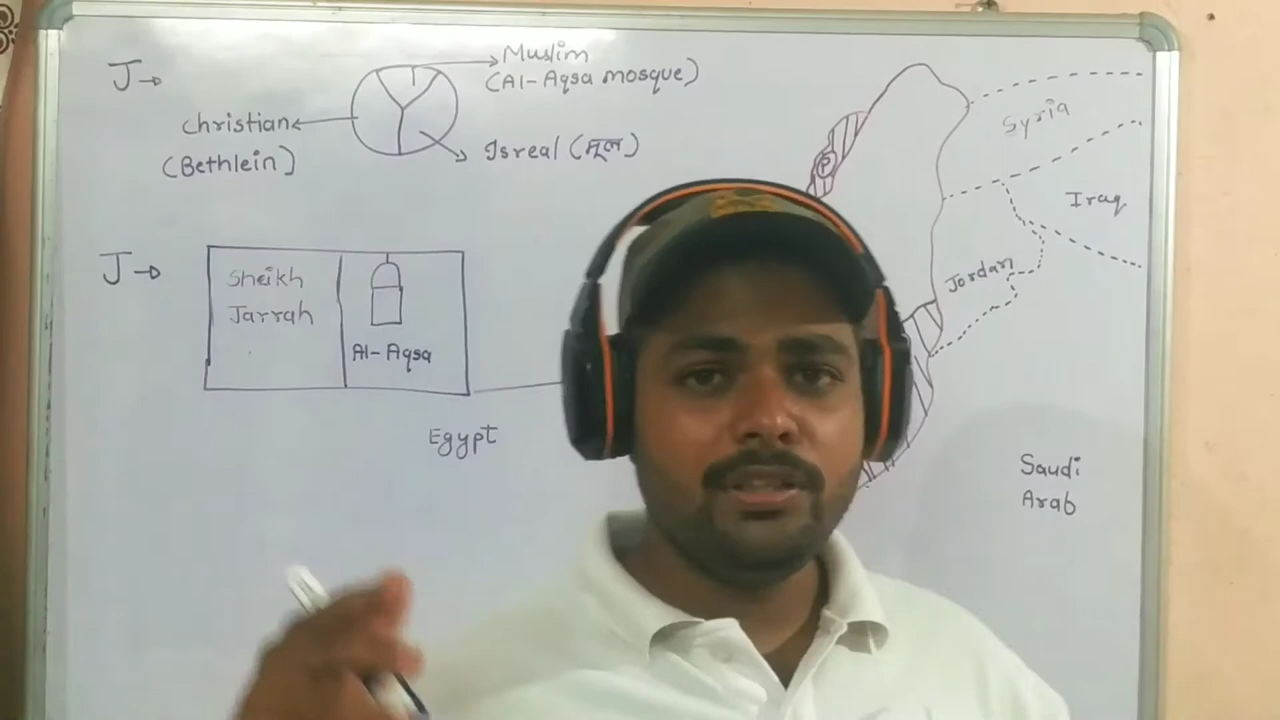 J→
Muslim
(Al-Aqsa mosque)
christian
(Bethlein)
Isreal (मूल)
J→
Sheikh
Jarrah
Al-Aqsa
Egypt
P
Syria
Iraq
Jordan
Saudi
Arab